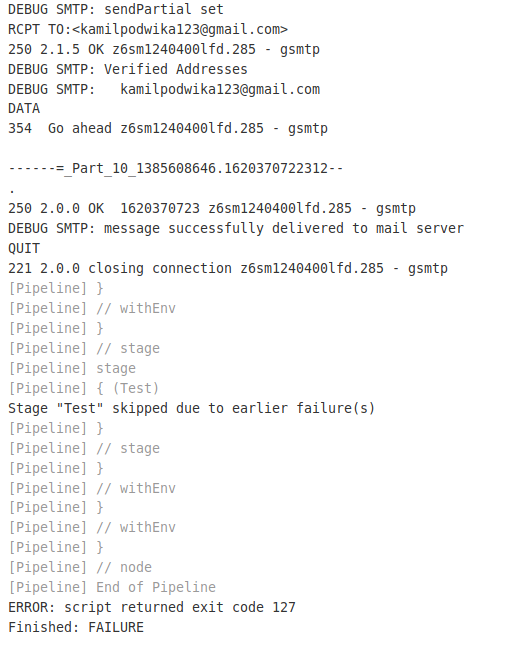 DEBUG SMTP: sendPartial set
RCPT TO:<kamilpodwika123@gmail.com>
250 2.1.5 OK z6sm1240400lfd.285 - gsmtp
DEBUG SMTP: Verified Addresses
DEBUG SMTP:   kamilpodwika123@gmail.com
DATA
354  Go ahead z6sm1240400lfd.285 - gsmtp

------=_Part_10_1385608646.1620370722312--
.
250 2.0.0 OK  1620370723 z6sm1240400lfd.285 - gsmtp
DEBUG SMTP: message successfully delivered to mail server
QUIT
221 2.0.0 closing connection z6sm1240400lfd.285 - gsmtp
[Pipeline] }
[Pipeline] // withEnv
[Pipeline] }
[Pipeline] // stage
[Pipeline] stage
[Pipeline] { (Test)
Stage "Test" skipped due to earlier failure(s)
[Pipeline] }
[Pipeline] // stage
[Pipeline] }
[Pipeline] // withEnv
[Pipeline] }
[Pipeline] // withEnv
[Pipeline] }
[Pipeline] // node
[Pipeline] End of Pipeline
ERROR: script returned exit code 127
Finished: FAILURE